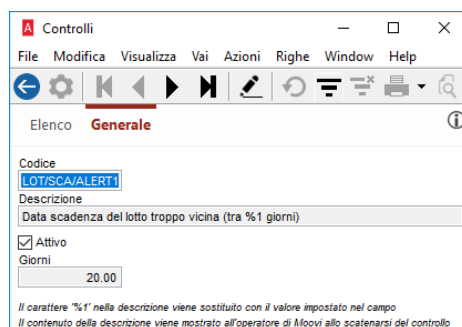 A Controlli
File Modifica Visualizza Vai Azioni Righe Window Help
Elenco Generale
Codice
LOT/SCA/ALERT1
Descrizione
Data scadenza del lotto troppo vicina (tra %1 giorni)
Attivo
Giorni
20.00
Il carattere '%1' nella descrizione viene sostituito con il valore impostato nel campo
Il contenuto della descrizione viene mostrato all'operatore di Moovi allo scatenarsi del controllo